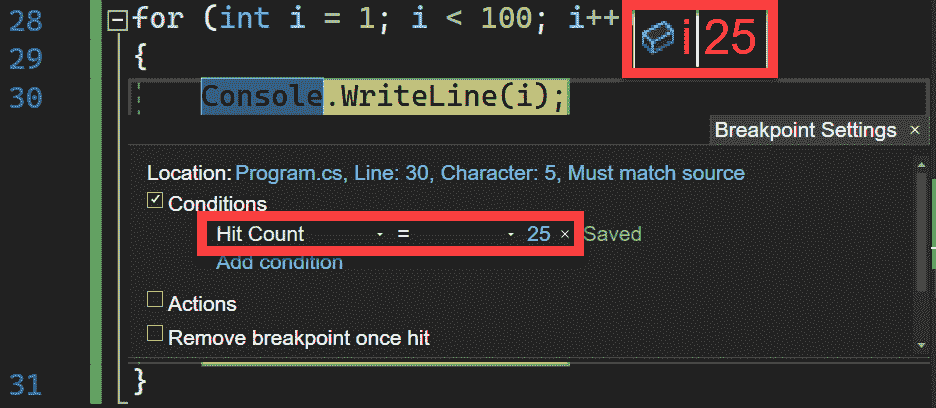 28 for (int i = 1; i < 100; i++
i 25
29 {
30 Console.WriteLine(i);
Breakpoint Settings ×
Location: Program.cs, Line: 30, Character: 5, Must match source
Conditions
Hit Count = 25 × Saved
Add condition
Actions
Remove breakpoint once hit
31 }